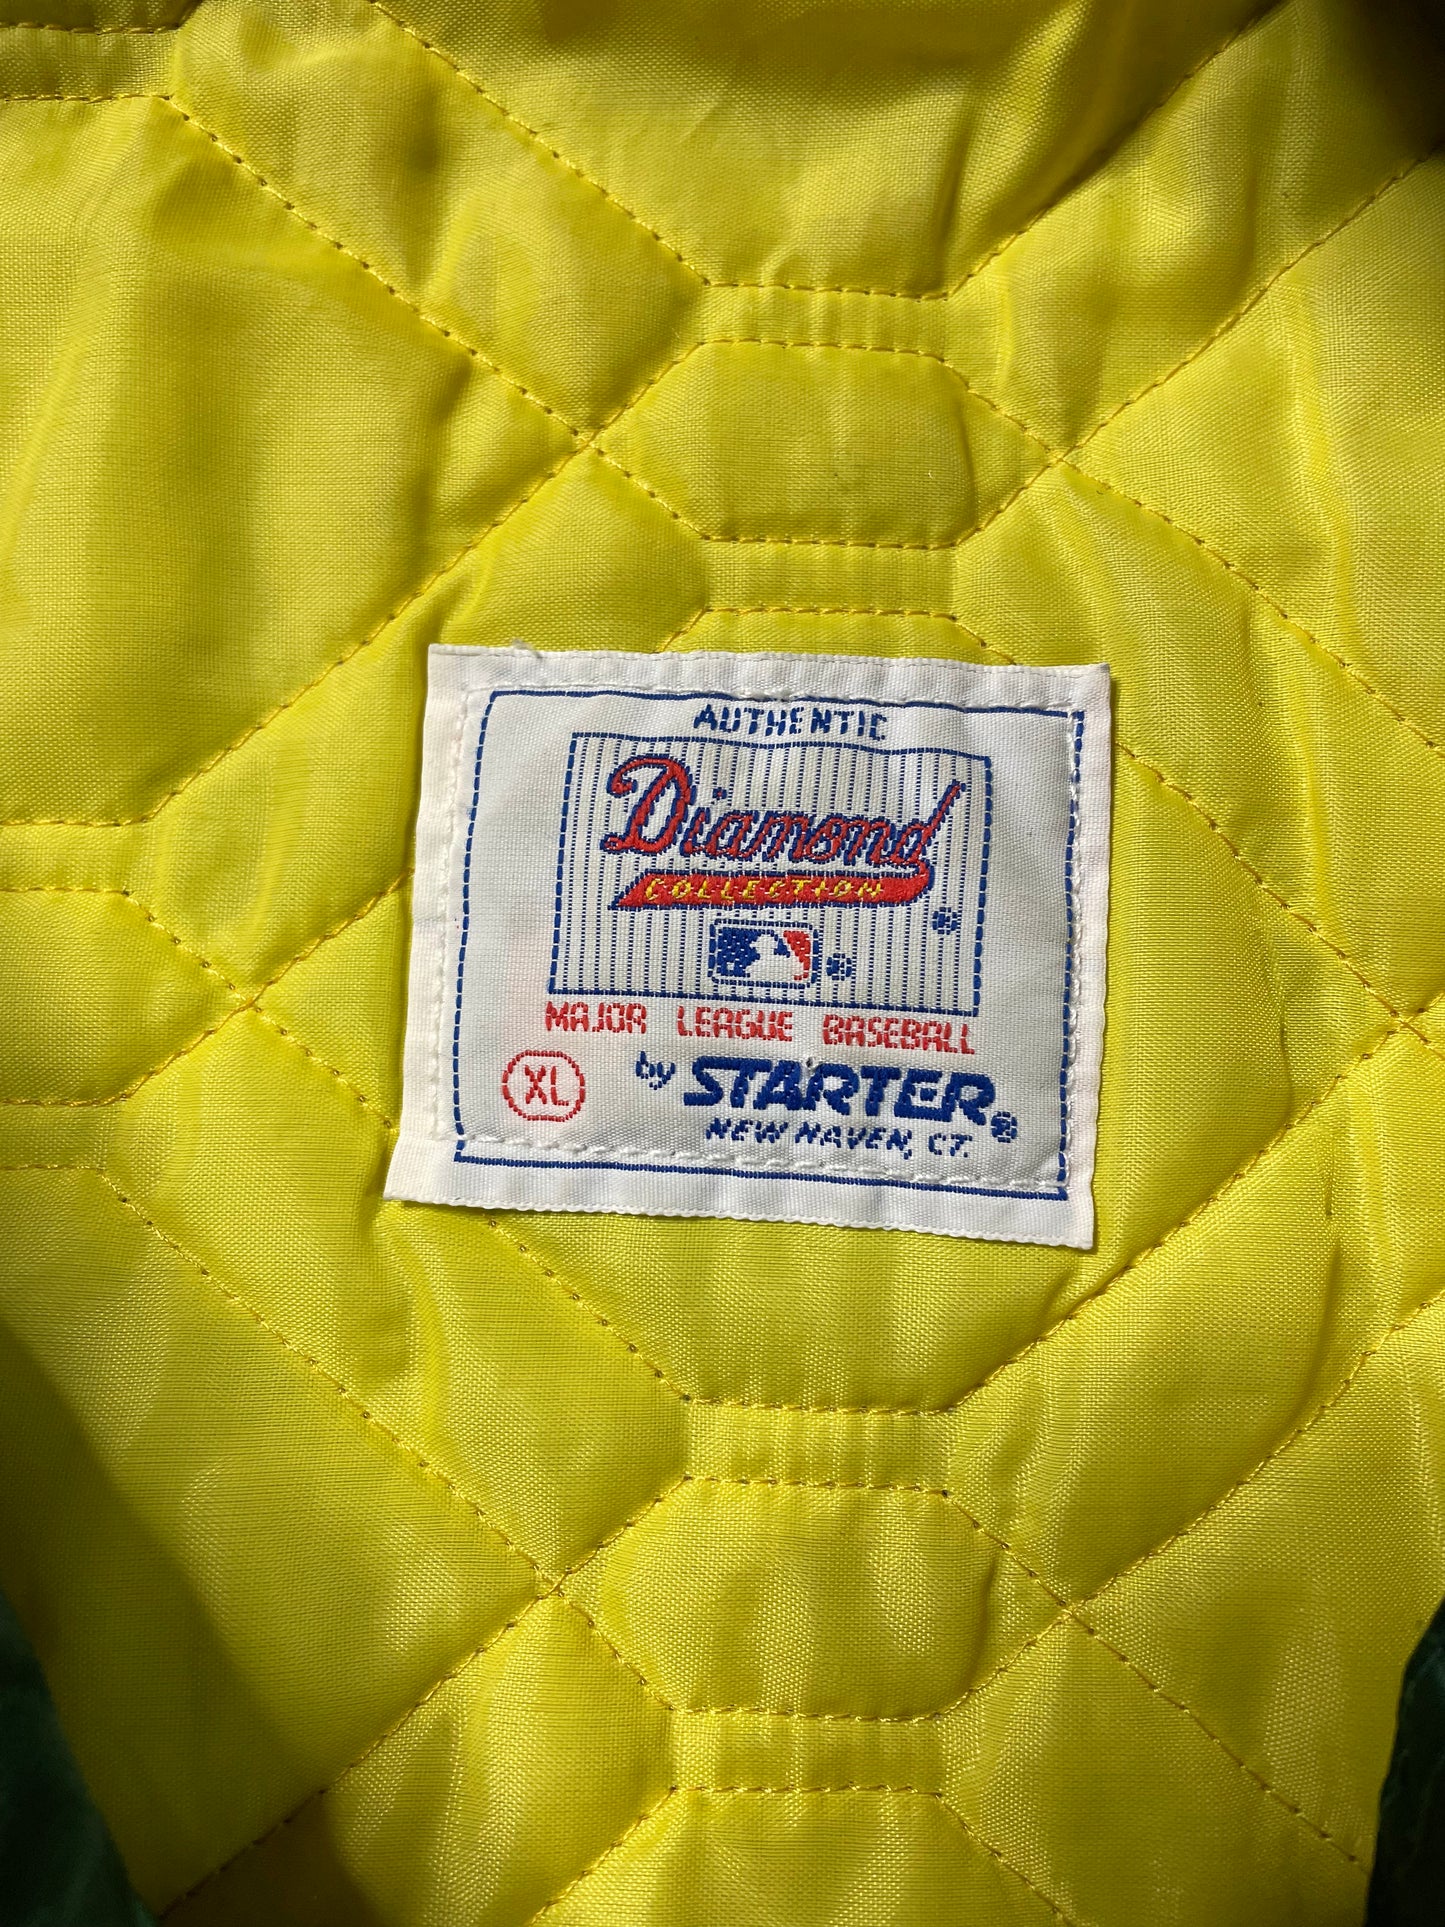 AUTHENTIC
Diamond
COLLECTION
®
®
MAJOR LEAGUE BASEBALL
XL
by STARTER®
NEW HAVEN, CT.